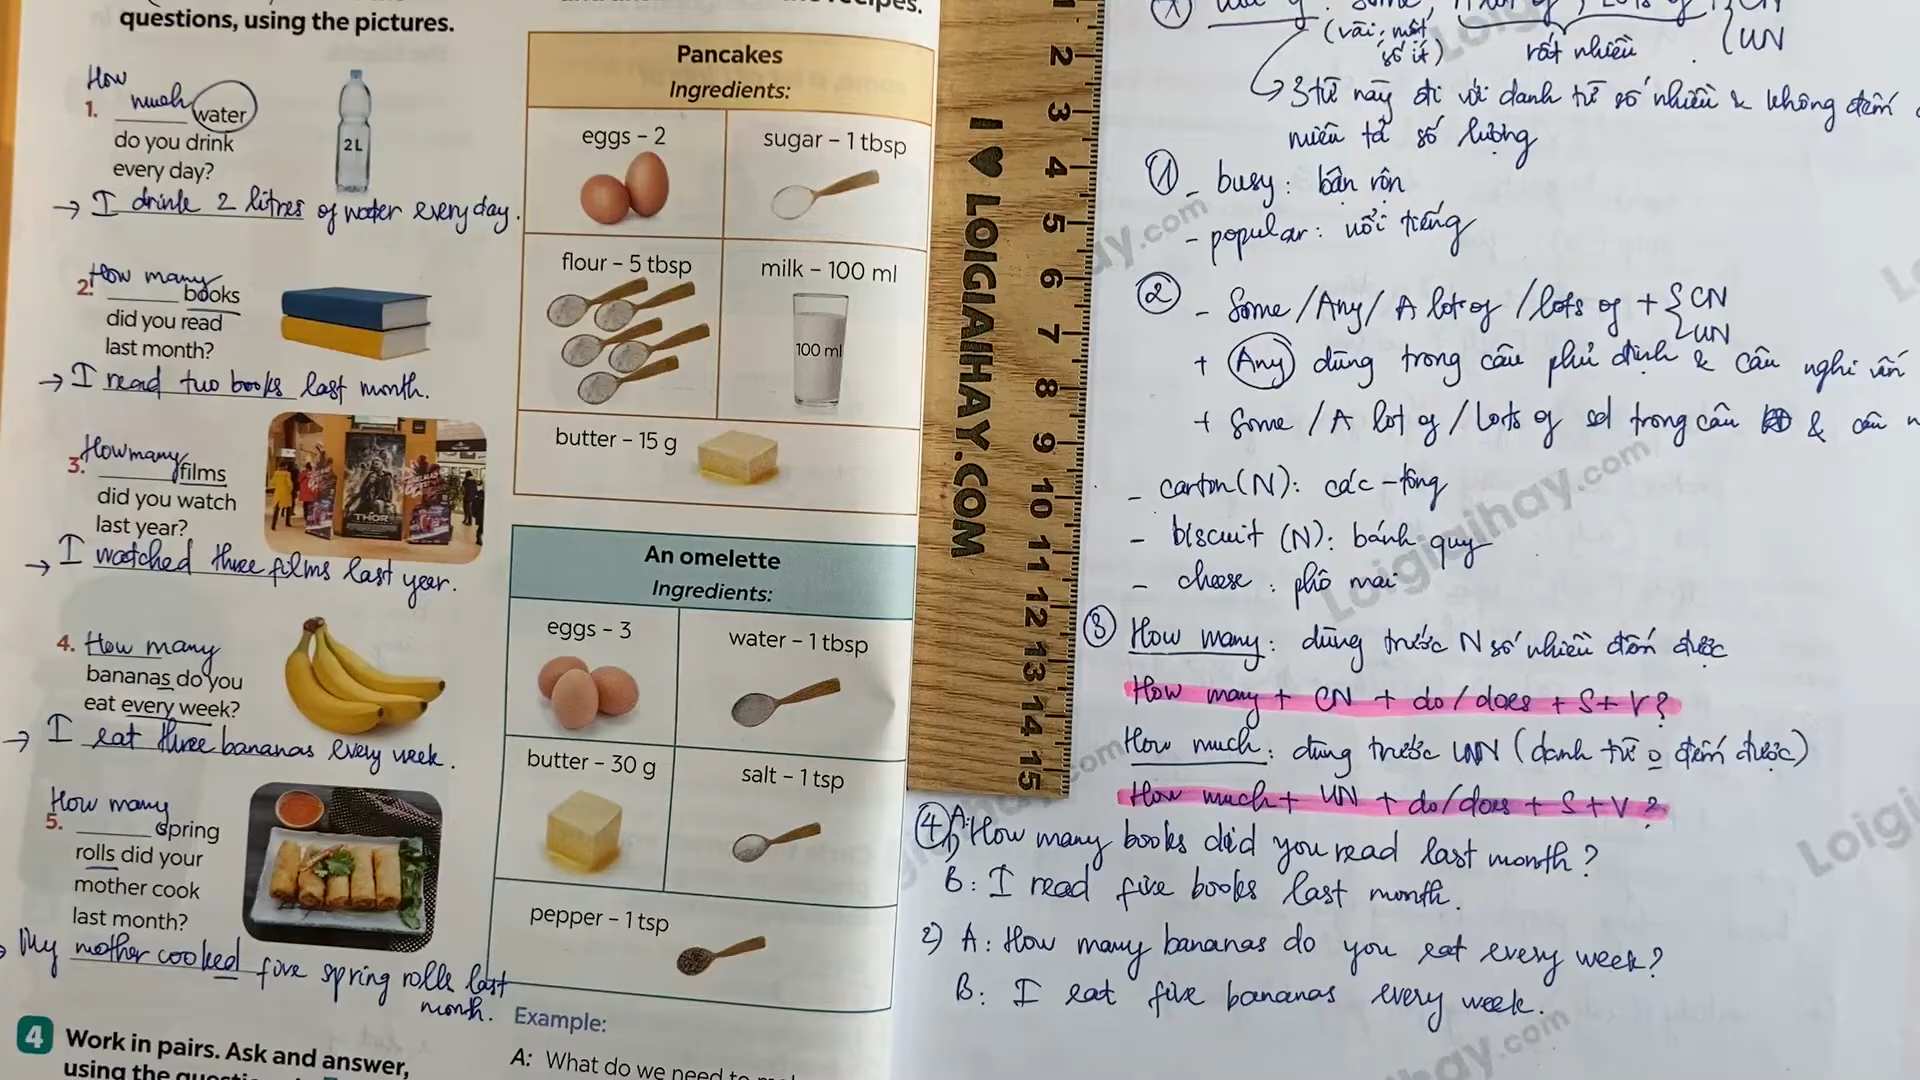 questions, using the pictures.
How
much
1. ______ water
do you drink
every day?
2L
→ I drink 2 litres of water every day.
How many
2. ______ books
did you read
last month?
→ I read two books last month.
How many
3. ______ films
did you watch
last year?
THOR
→ I watched three films last year.
4. How many
bananas do you
eat every week?
→ I eat three bananas every week.
How many
5. ______ spring
rolls did your
mother cook
last month?
My mother cooked five spring rolls last
month.
4 Work in pairs. Ask and answer,
recipes.
Pancakes
Ingredients:
eggs – 2
sugar – 1 tbsp
flour – 5 tbsp
milk – 100 ml
100 ml
butter – 15 g
An omelette
Ingredients:
eggs – 3
water – 1 tbsp
butter – 30 g
salt – 1 tsp
pepper – 1 tsp
Example:
A: What do we need to
2 3 4 5 6 7 8 9 10 11 12 13 14 15
I ♥ LOIGIAIHAY.COM
(vài, một
số ít)
rất nhiều
UN
3 từ này đi với danh từ số nhiều & không đếm
miêu tả số lượng
① - busy: bận rộn
- popular: nổi tiếng
② - Some / Any / A lot of / lots of + { CN
UN
+ Any dùng trong câu phủ định & câu nghi vấn
+ Some / A lot of / Lots of sd trong câu & câu
- carton (N): các-tông
- biscuit (N): bánh quy
- cheese: phô mai
③ How many: dùng trước N số nhiều đếm được
How many + CN + do/does + S + V?
How much: dùng trước UNN (danh từ o đếm được)
How much + UN + do/does + S + V?
④ 1) A: How many books did you read last month?
B: I read five books last month.
2) A: How many bananas do you eat every week?
B: I eat five bananas every week.
Loigiaihay.com